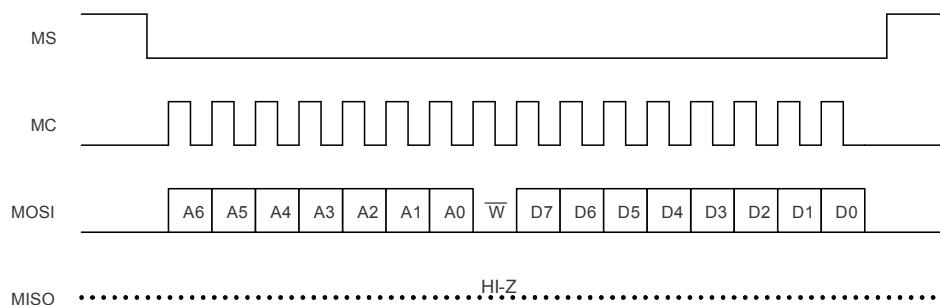 MS
MC
MOSI A6 A5 A4 A3 A2 A1 A0 W D7 D6 D5 D4 D3 D2 D1 D0
HI-Z
MISO